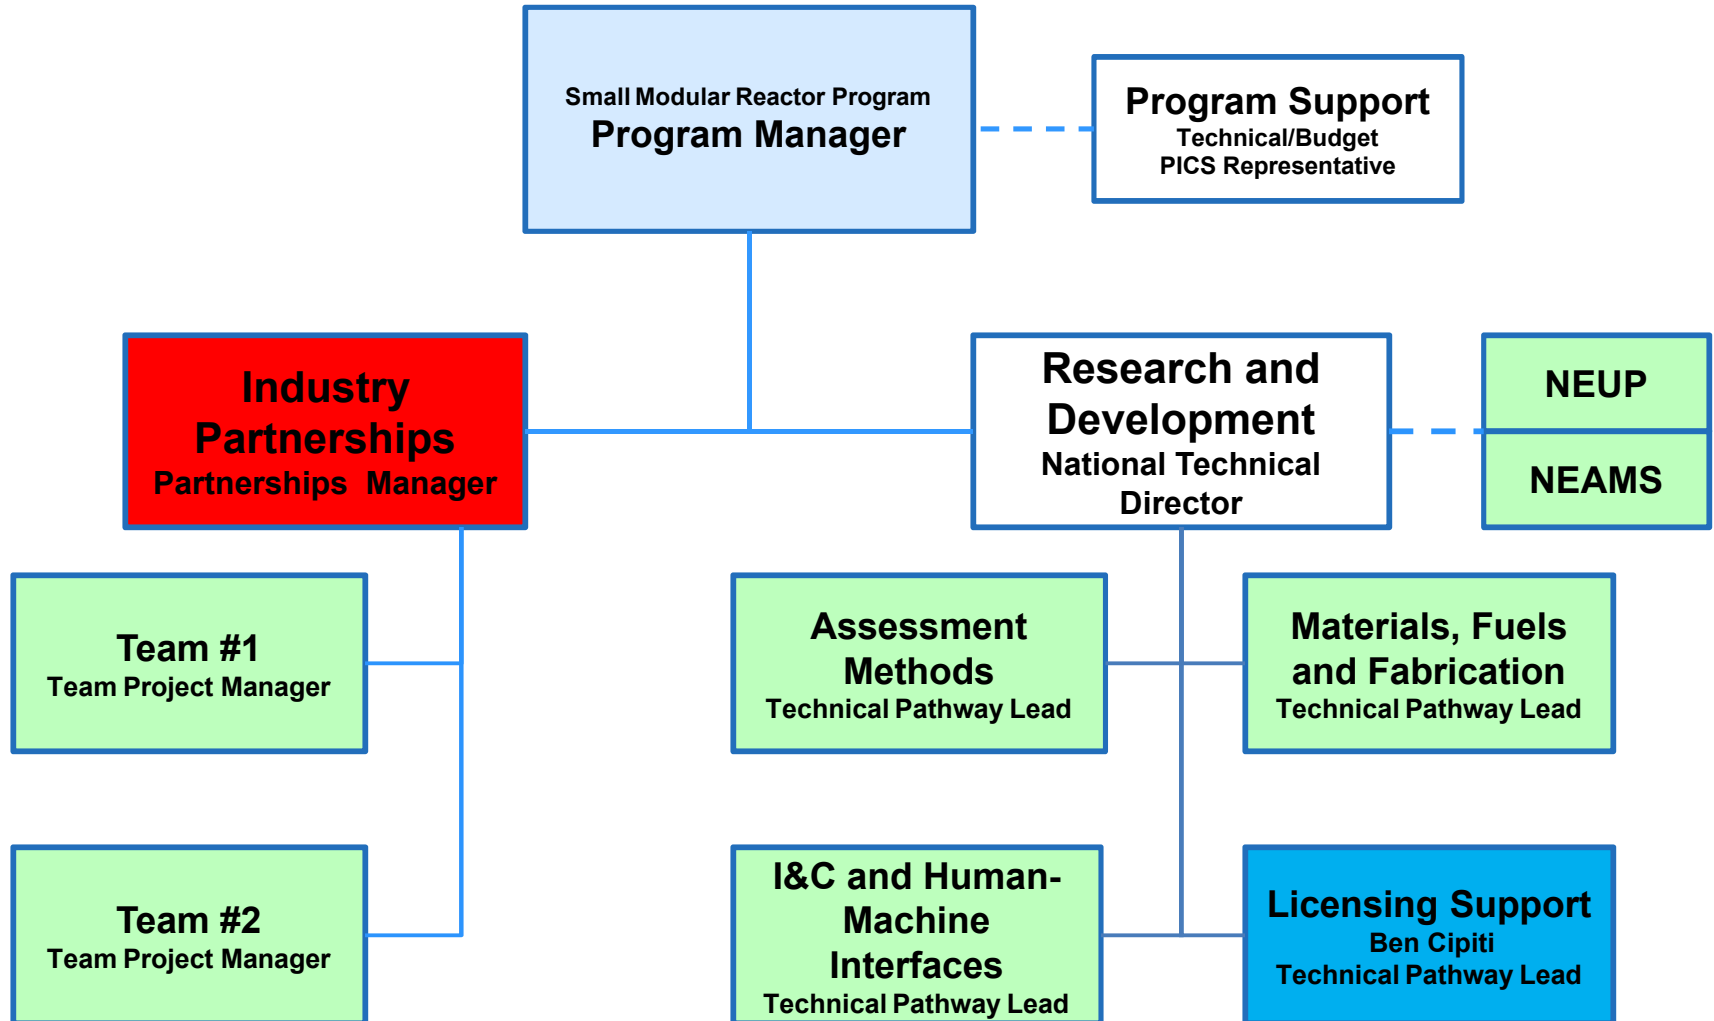 Small Modular Reactor Program
Program Manager
Program Support
Technical/Budget
PICS Representative
Industry
Partnerships
Partnerships Manager
Research and
Development
National Technical
Director
NEUP
NEAMS
Team #1
Team Project Manager
Assessment
Methods
Technical Pathway Lead
Materials, Fuels
and Fabrication
Technical Pathway Lead
Team #2
Team Project Manager
I&C and Human-
Machine
Interfaces
Technical Pathway Lead
Licensing Support
Ben Cipiti
Technical Pathway Lead